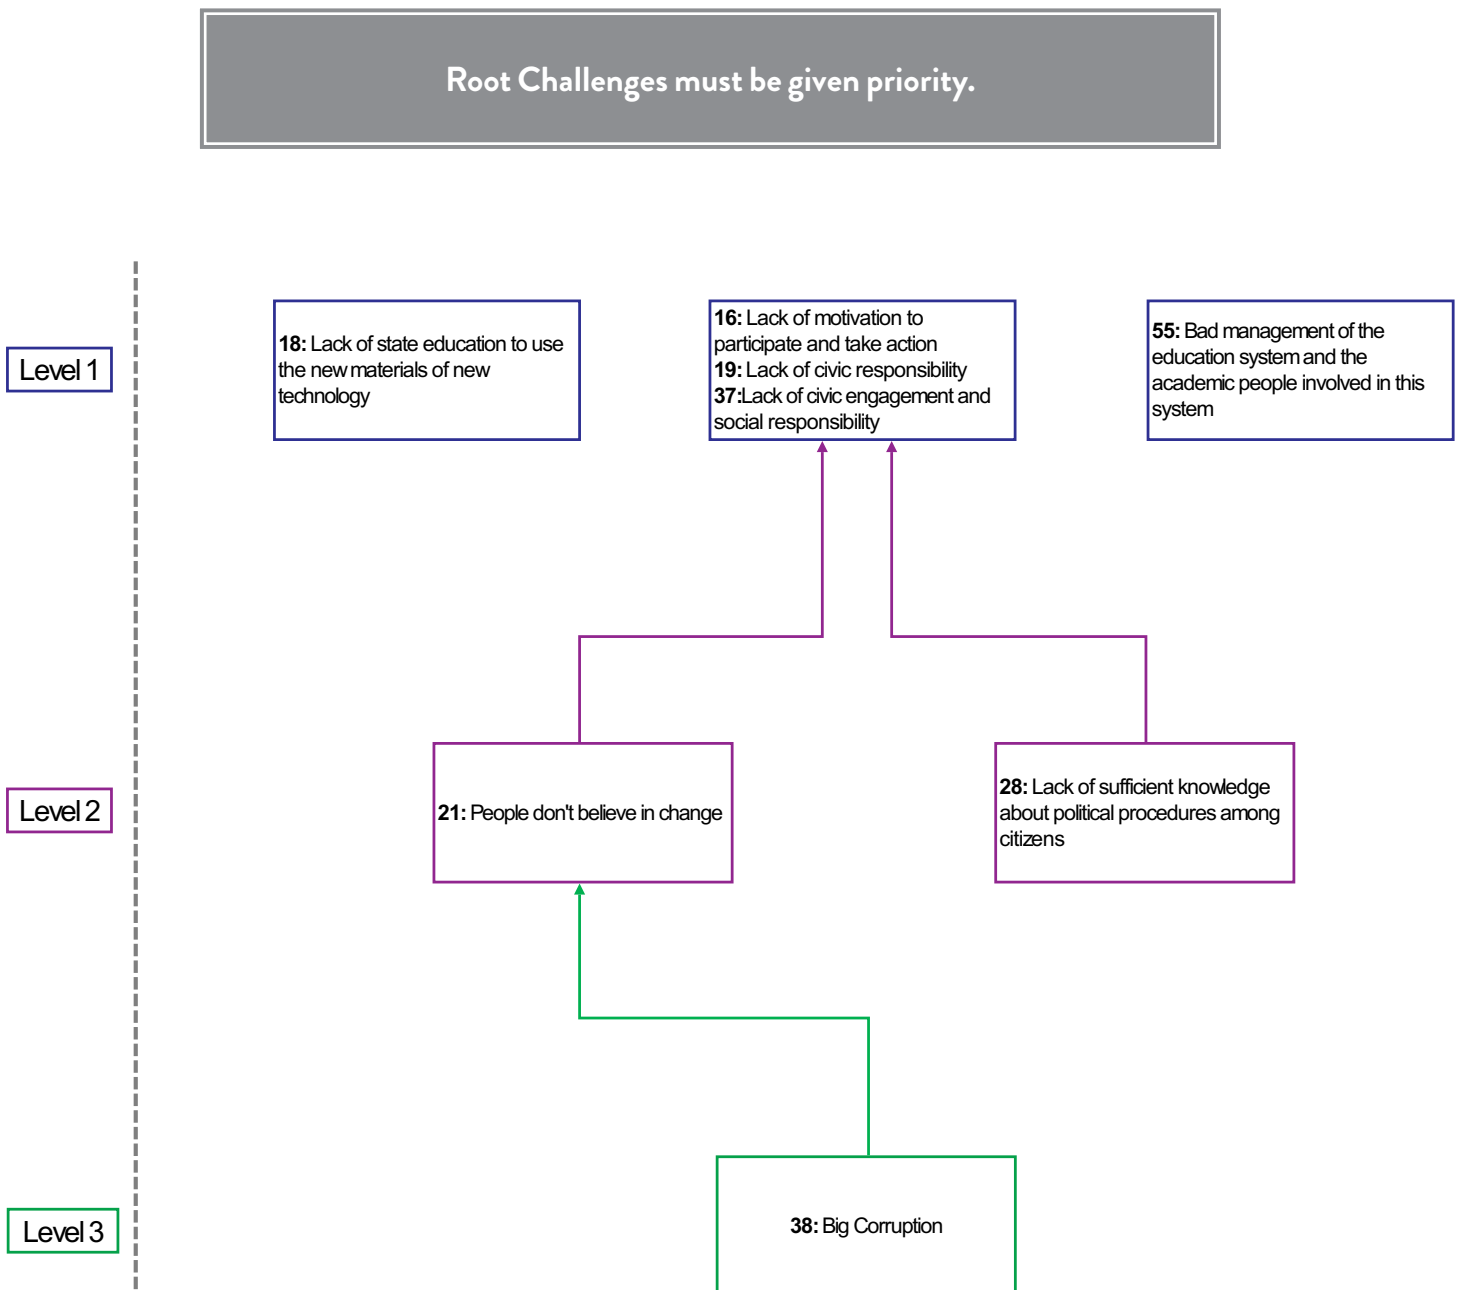 Root Challenges must be given priority.
Level 1
18: Lack of state education to use
the new materials of new
technology
16: Lack of motivation to
participate and take action
19: Lack of civic responsibility
37:Lack of civic engagement and
social responsibility
55: Bad management of the
education system and the
academic people involved in this
system
Level 2
21: People don't believe in change
28: Lack of sufficient knowledge
about political procedures among
citizens
Level 3
38: Big Corruption